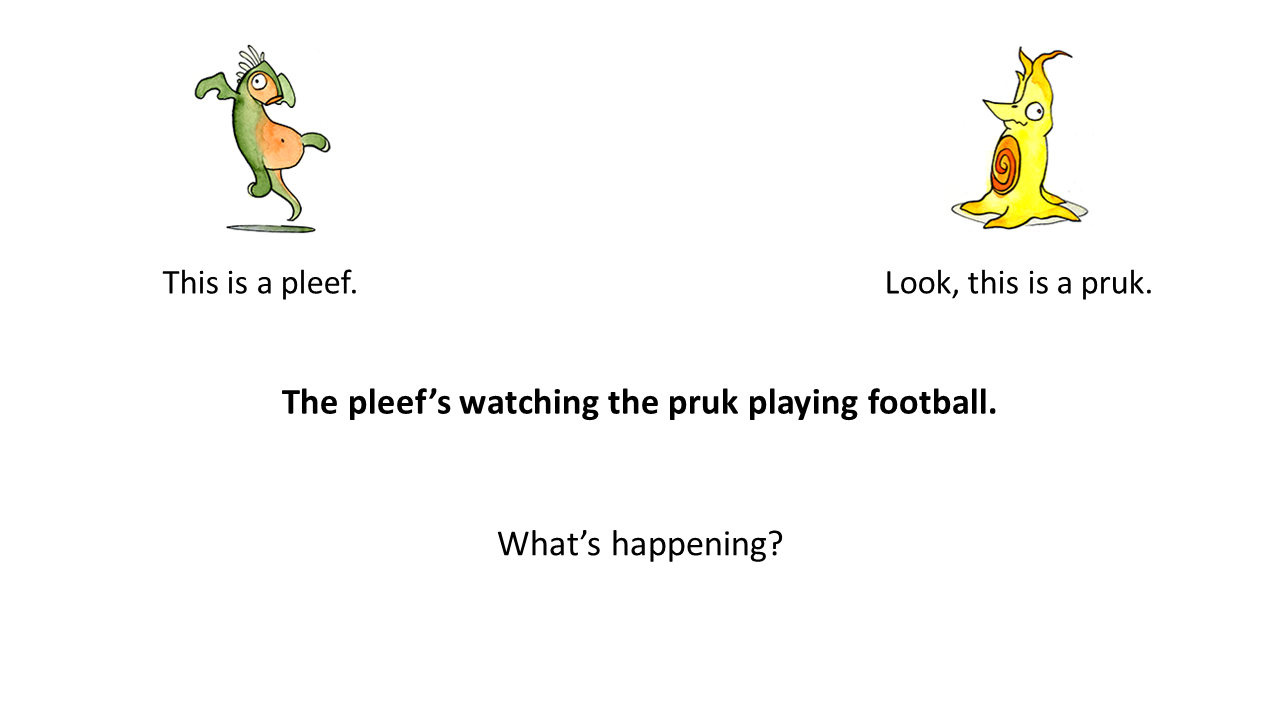 This is a pleef.
Look, this is a pruk.
The pleef’s watching the pruk playing football.
What’s happening?